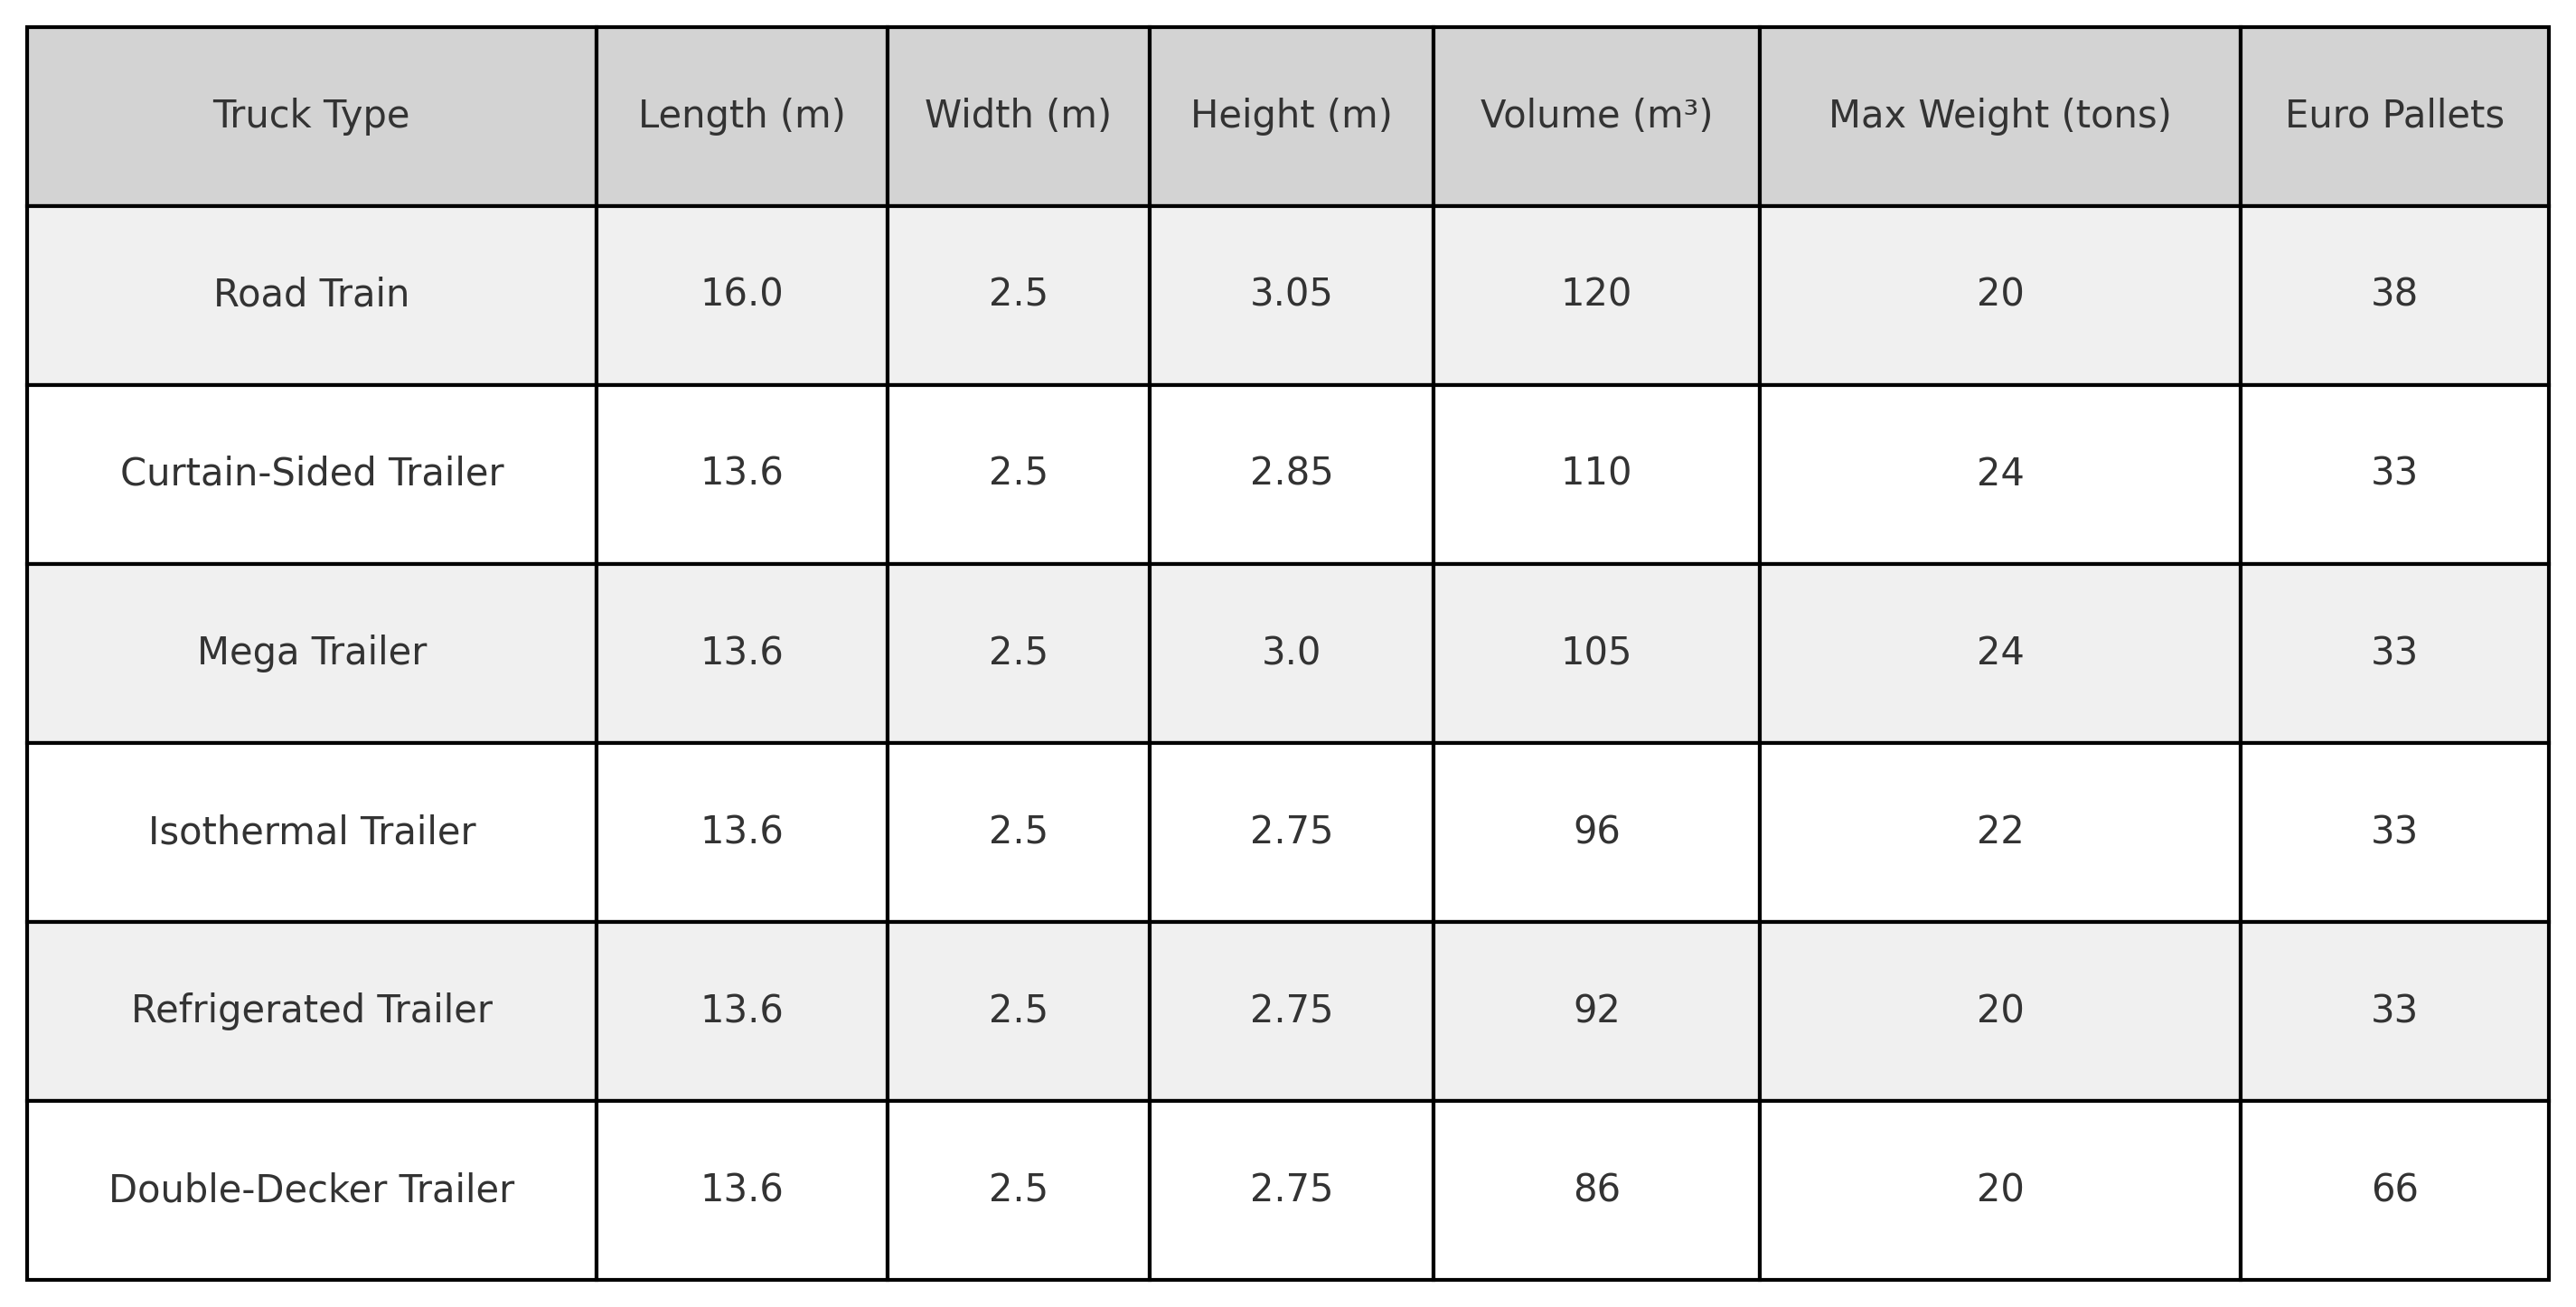 Truck Type Length (m) Width (m) Height (m) Volume (m³) Max Weight (tons) Euro Pallets
Road Train 16.0 2.5 3.05 120 20 38
Curtain-Sided Trailer 13.6 2.5 2.85 110 24 33
Mega Trailer 13.6 2.5 3.0 105 24 33
Isothermal Trailer 13.6 2.5 2.75 96 22 33
Refrigerated Trailer 13.6 2.5 2.75 92 20 33
Double-Decker Trailer 13.6 2.5 2.75 86 20 66